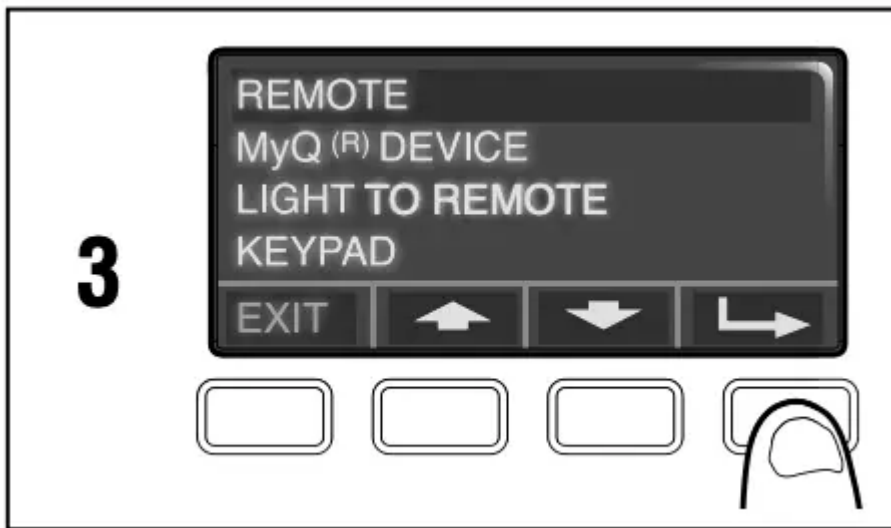 3
REMOTE
MyQ (R) DEVICE
LIGHT TO REMOTE
KEYPAD
EXIT